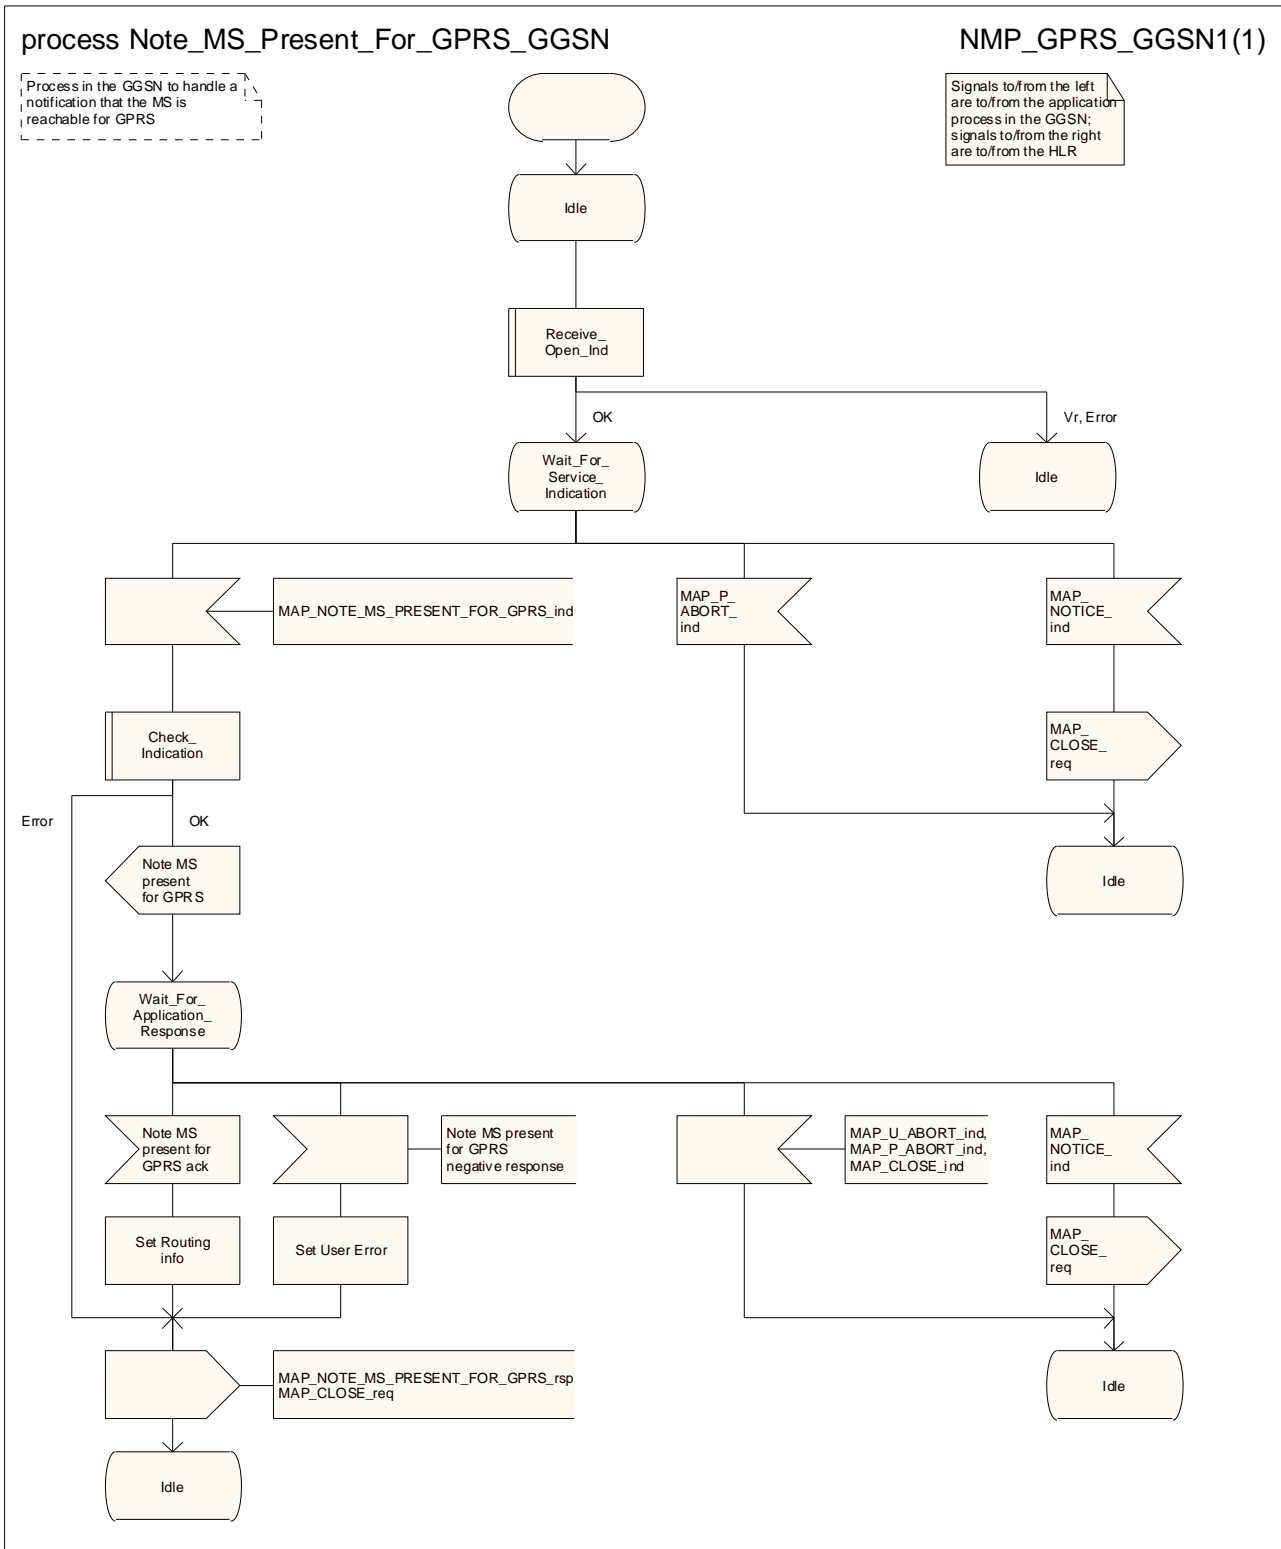 process Note_MS_Present_For_GPRS_GGSN
NMP_GPRS_GGSN1(1)
Process in the GGSN to handle a
notification that the MS is
reachable for GPRS
Signals to/from the left
are to/from the application
process in the GGSN;
signals to/from the right
are to/from the HLR
Idle
Receive_
Open_Ind
OK
Vr, Error
Wait_For_
Service_
Indication
Idle
MAP_NOTE_MS_PRESENT_FOR_GPRS_ind
MAP_P_
ABORT_
ind
MAP_
NOTICE_
ind
Check_
Indication
MAP_
CLOSE_
req
Error
OK
Note MS
present
for GPRS
Idle
Wait_For_
Application_
Response
Note MS
present for
GPRS ack
Note MS present
for GPRS
negative response
MAP_U_ABORT_ind,
MAP_P_ABORT_ind,
MAP_CLOSE_ind
MAP_
NOTICE_
ind
Set Routing
info
Set User Error
MAP_
CLOSE_
req
MAP_NOTE_MS_PRESENT_FOR_GPRS_rsp
MAP_CLOSE_req
Idle
Idle